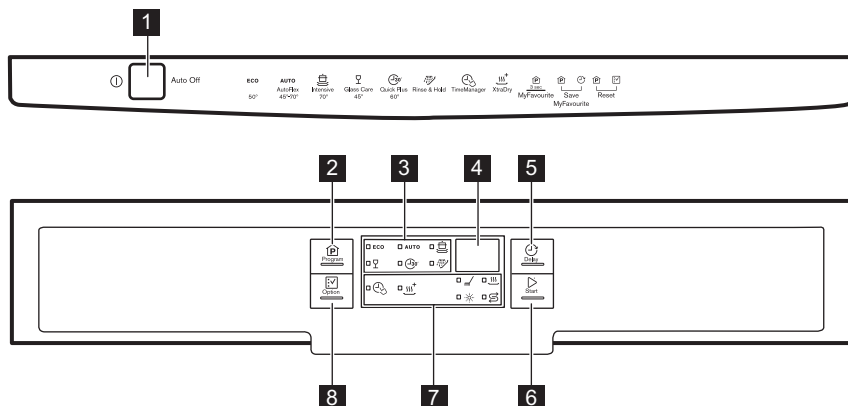 1
Auto Off
ECO
50°
AUTO
AutoFlex
45°-70°
Intensive
70°
Glass Care
45°
30'
Quick Plus
60°
Rinse & Hold
TimeManager
XtraDry
P
3 sec.
MyFavourite
P
Save
MyFavourite
P
Reset
2
3
4
5
P
Program
ECO
AUTO
30'
Delay
Option
Start
8
7
6